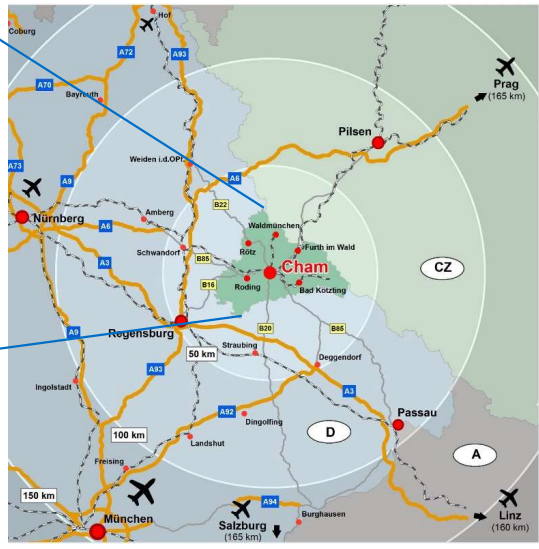 Hof
Coburg
A72
A93
A70
Bayreuth
Prag
(165 km)
Pilsen
A73
A9
Weiden i.d.OPf.
A6
B22
Nürnberg
Amberg
A6
Waldmünchen
Rötz
Furth im Wald
Schwandorf
B85
Cham
CZ
A3
B16
Roding
Bad Kötzting
Regensburg
A9
B20
B85
Straubing
50 km
Deggendorf
A93
A3
Ingolstadt
A92
Dingolfing
Passau
100 km
D
Landshut
A
Freising
150 km
München
A94
Burghausen
Salzburg
(165 km)
Linz
(160 km)